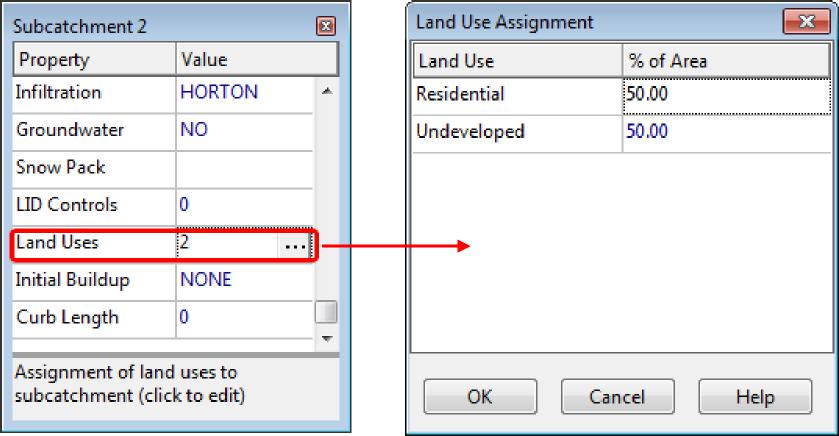 Subcatchment 2
Property Value
Infiltration HORTON
Groundwater NO
Snow Pack
LID Controls 0
Land Uses 2 ...
Initial Buildup NONE
Curb Length 0
Assignment of land uses to
subcatchment (click to edit)
Land Use Assignment
Land Use % of Area
Residential 50.00
Undeveloped 50.00
OK Cancel Help